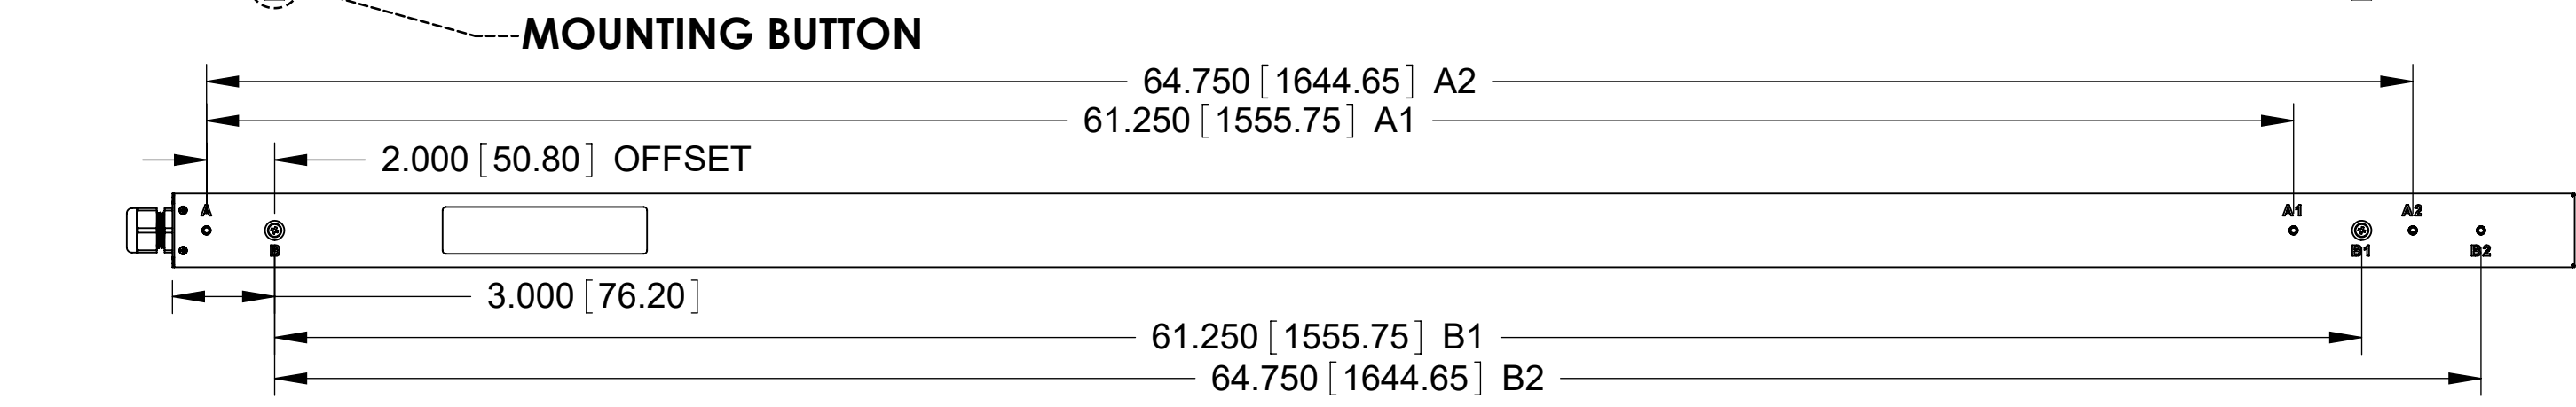 MOUNTING BUTTON
64.750 [1644.65] A2
61.250 [1555.75] A1
2.000 [50.80] OFFSET
A A1 A2
B B1 B2
3.000 [76.20]
61.250 [1555.75] B1
64.750 [1644.65] B2